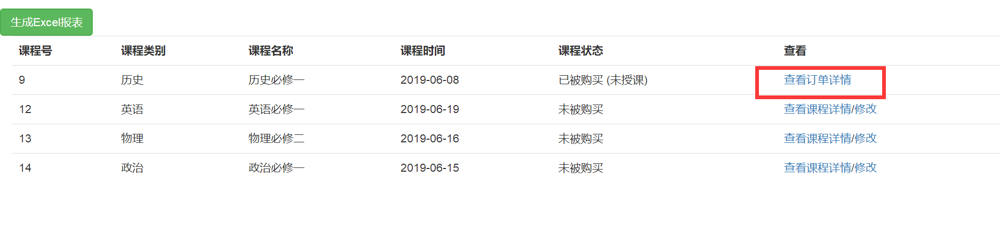 生成Excel报表
课程号 课程类别 课程名称 课程时间 课程状态 查看
9 历史 历史必修一 2019-06-08 已被购买 (未授课) 查看订单详情
12 英语 英语必修一 2019-06-19 未被购买 查看课程详情/修改
13 物理 物理必修二 2019-06-16 未被购买 查看课程详情/修改
14 政治 政治必修一 2019-06-15 未被购买 查看课程详情/修改